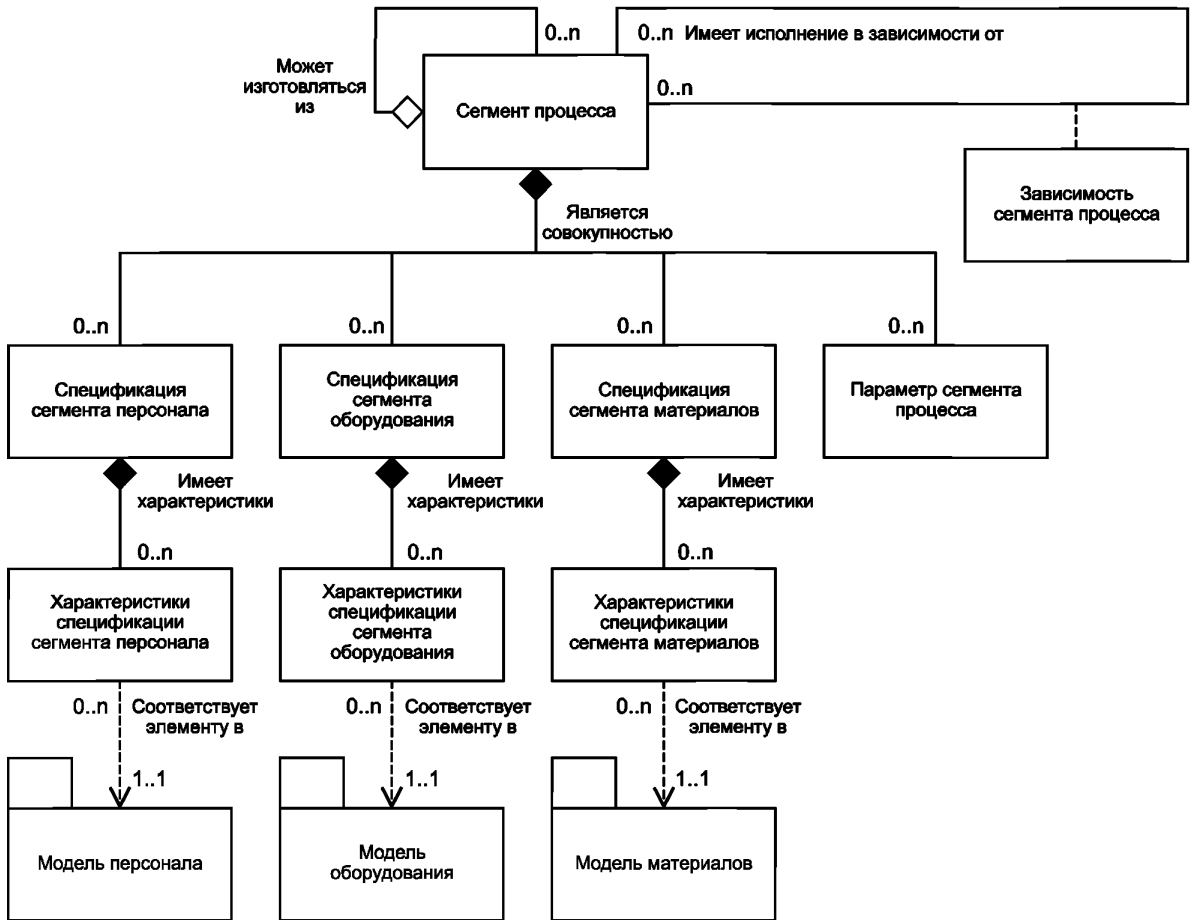 0..n
0..n Имеет исполнение в зависимости от
Может
изготовляться
из
0..n
Сегмент процесса
Зависимость
сегмента процесса
Является
совокупностью
0..n
0..n
0..n
0..n
Спецификация
сегмента персонала
Спецификация
сегмента
оборудования
Спецификация
сегмента материалов
Параметр сегмента
процесса
Имеет
характеристики
Имеет
характеристики
Имеет
характеристики
0..n
0..n
0..n
Характеристики
спецификации
сегмента персонала
Характеристики
спецификации
сегмента
оборудования
Характеристики
спецификации
сегмента материалов
0..n
Соответствует
элементу в
0..n
Соответствует
элементу в
0..n
Соответствует
элементу в
1..1
1..1
1..1
Модель персонала
Модель
оборудования
Модель материалов